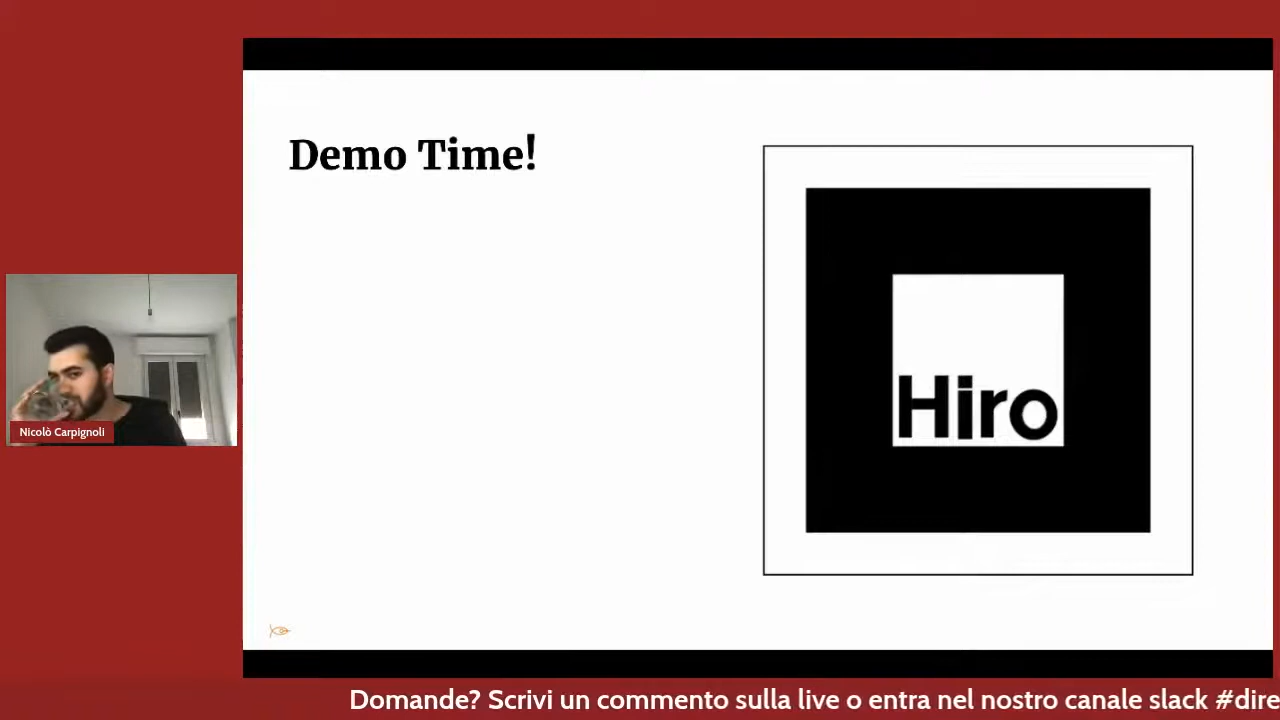 Demo Time!
Hiro
Nicolò Carpignoli
Domande? Scrivi un commento sulla live o entra nel nostro canale slack #dire